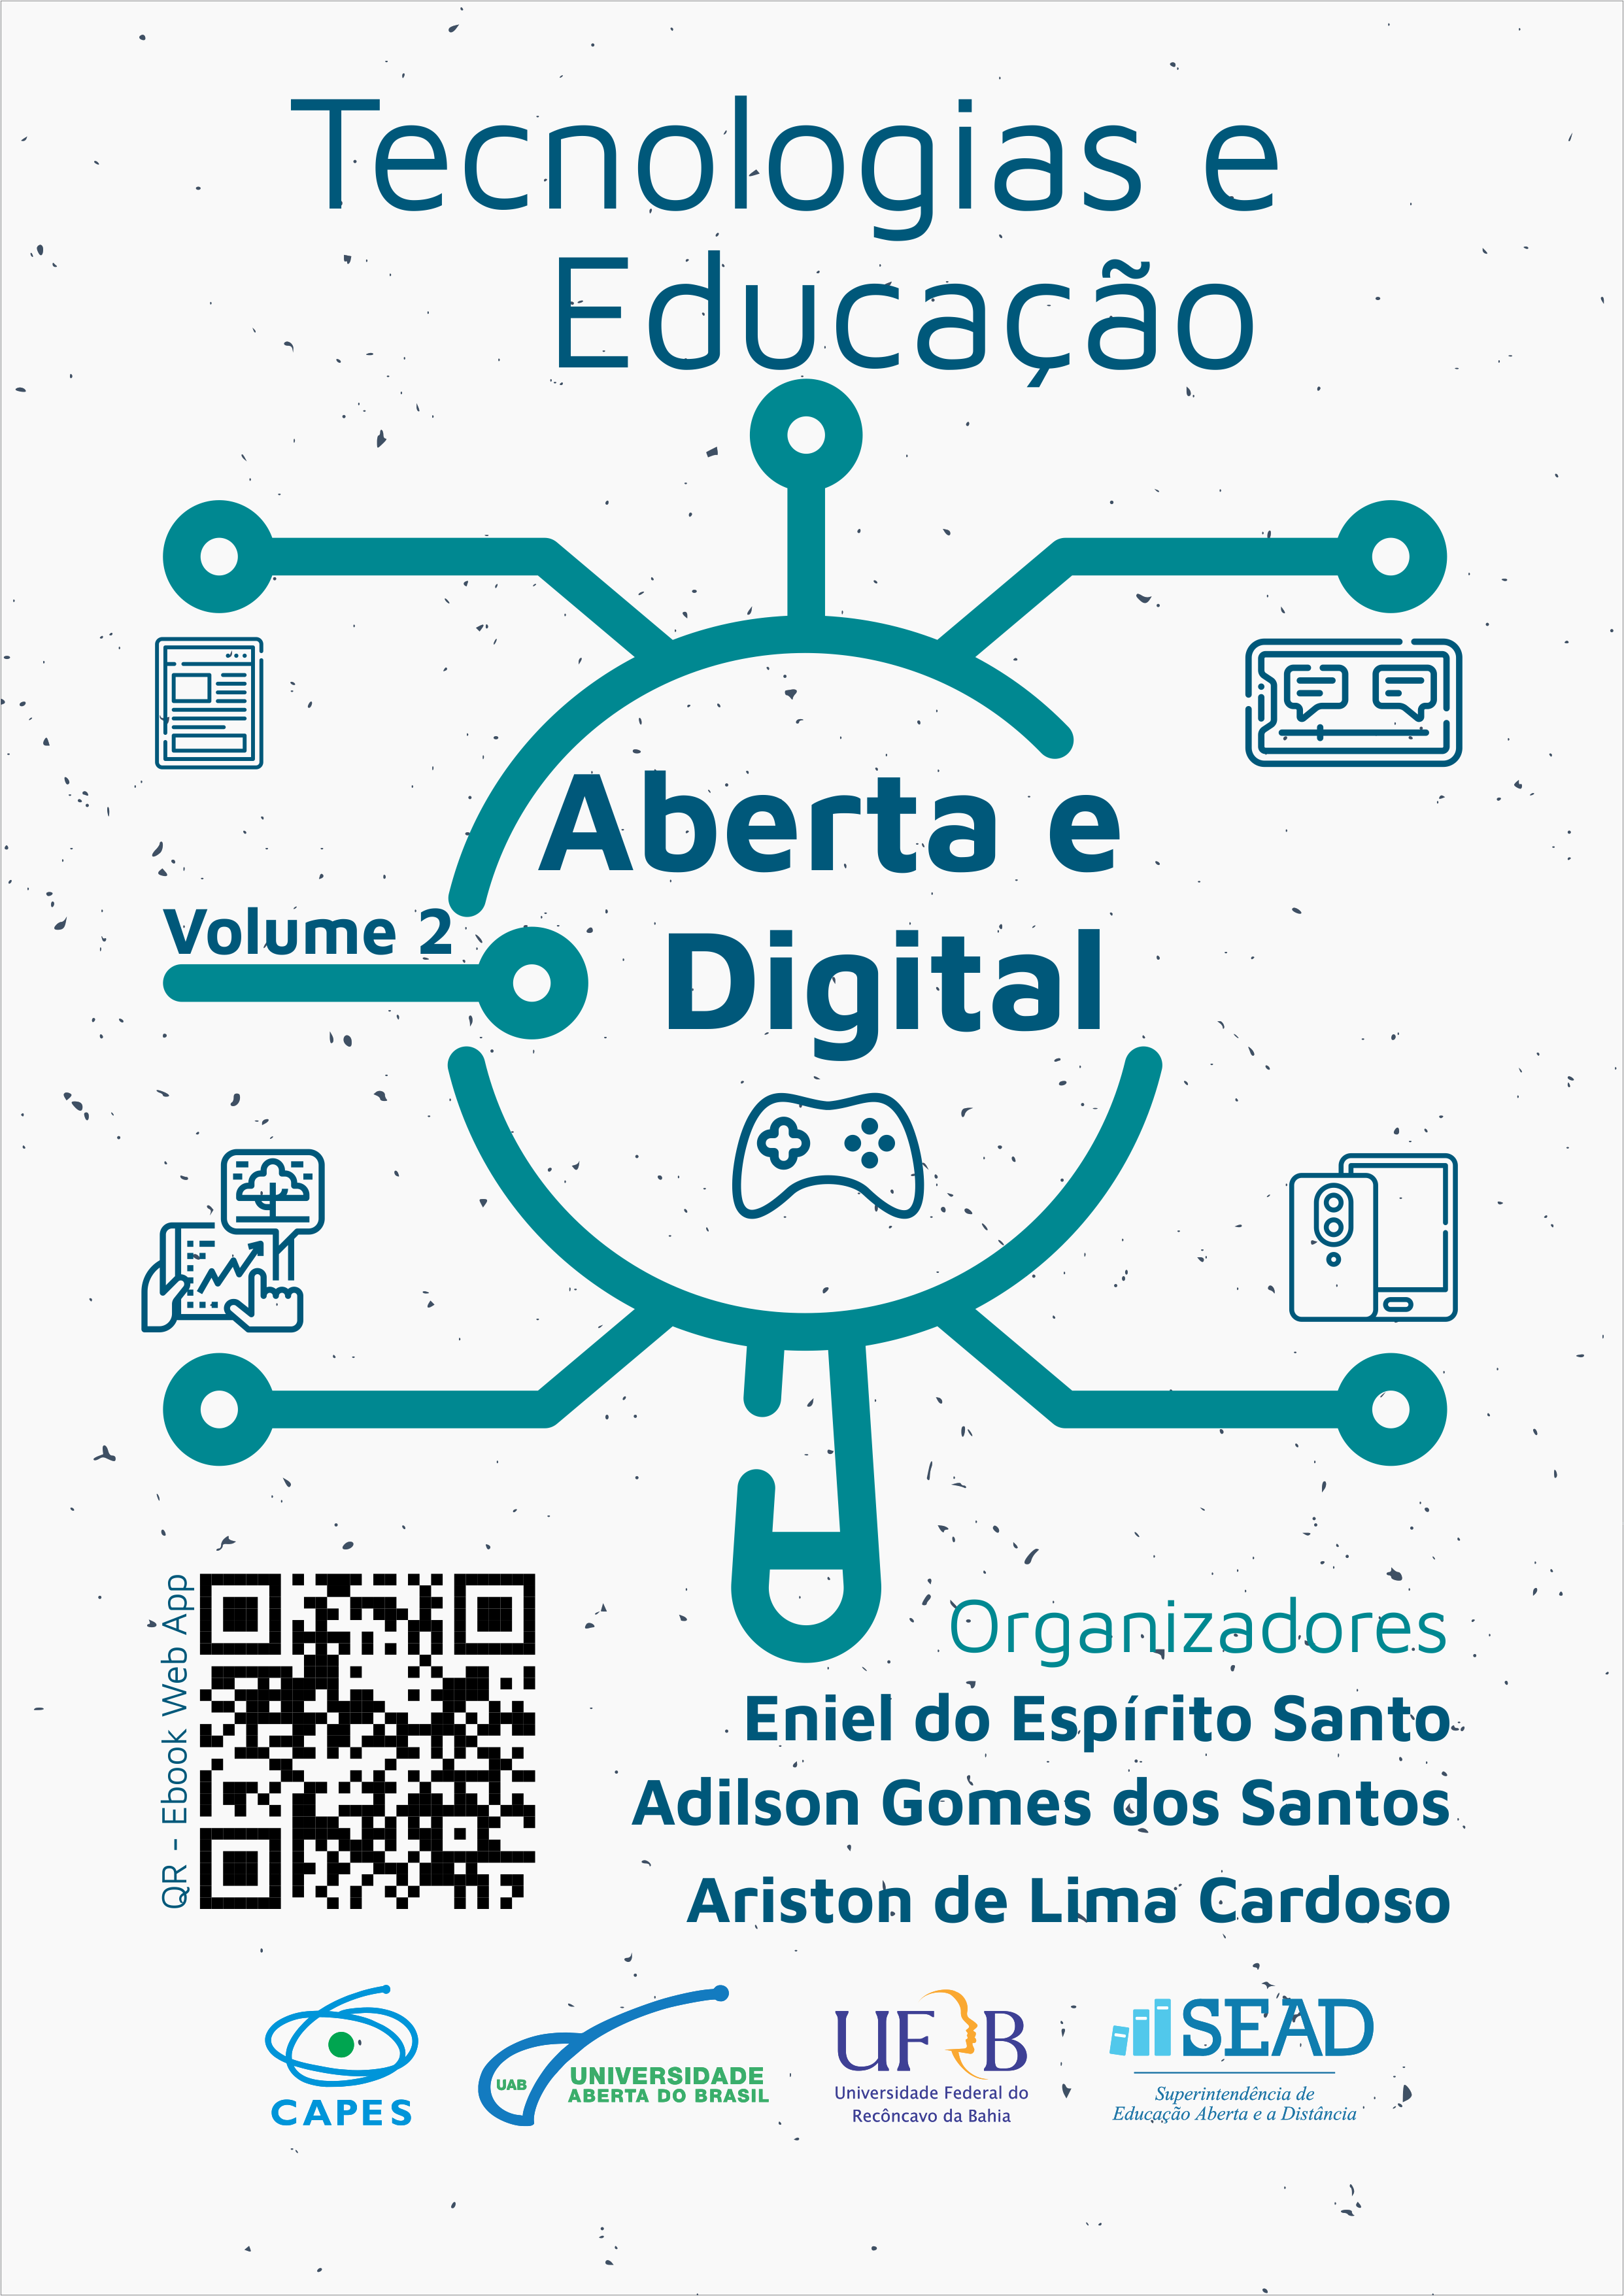 Tecnologias e
Educação
Aberta e
Volume 2
Digital
QR - Ebook Web App
Organizadores
Eniel do Espírito Santo
Adilson Gomes dos Santos
Ariston de Lima Cardoso
CAPES
UAB
UNIVERSIDADE
ABERTA DO BRASIL
UFRB
Universidade Federal do
Recôncavo da Bahia
SEAD
Superintendência de
Educação Aberta e a Distância